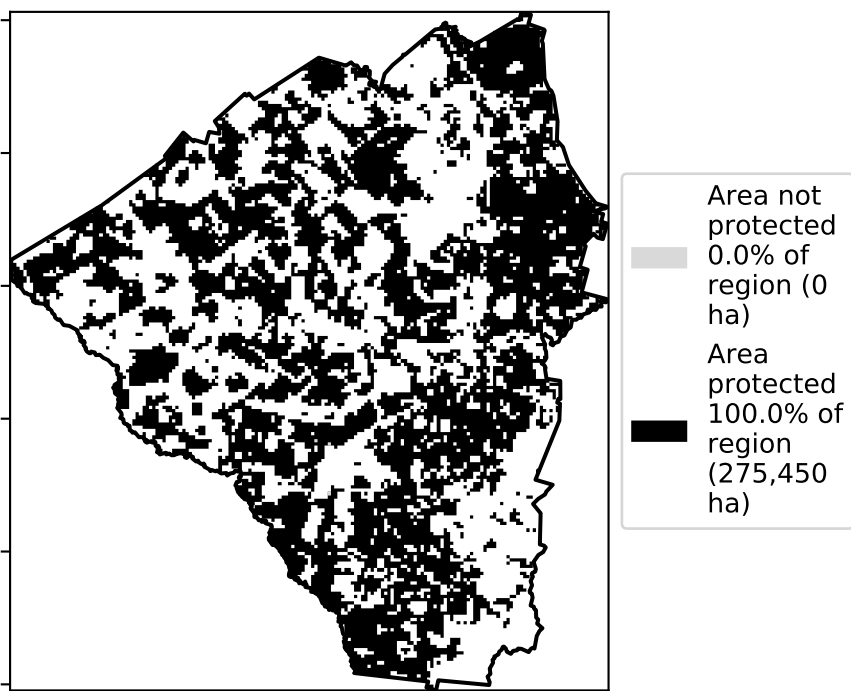 Area not
protected
0.0% of
region (0
ha)
Area
protected
100.0% of
region
(275,450
ha)